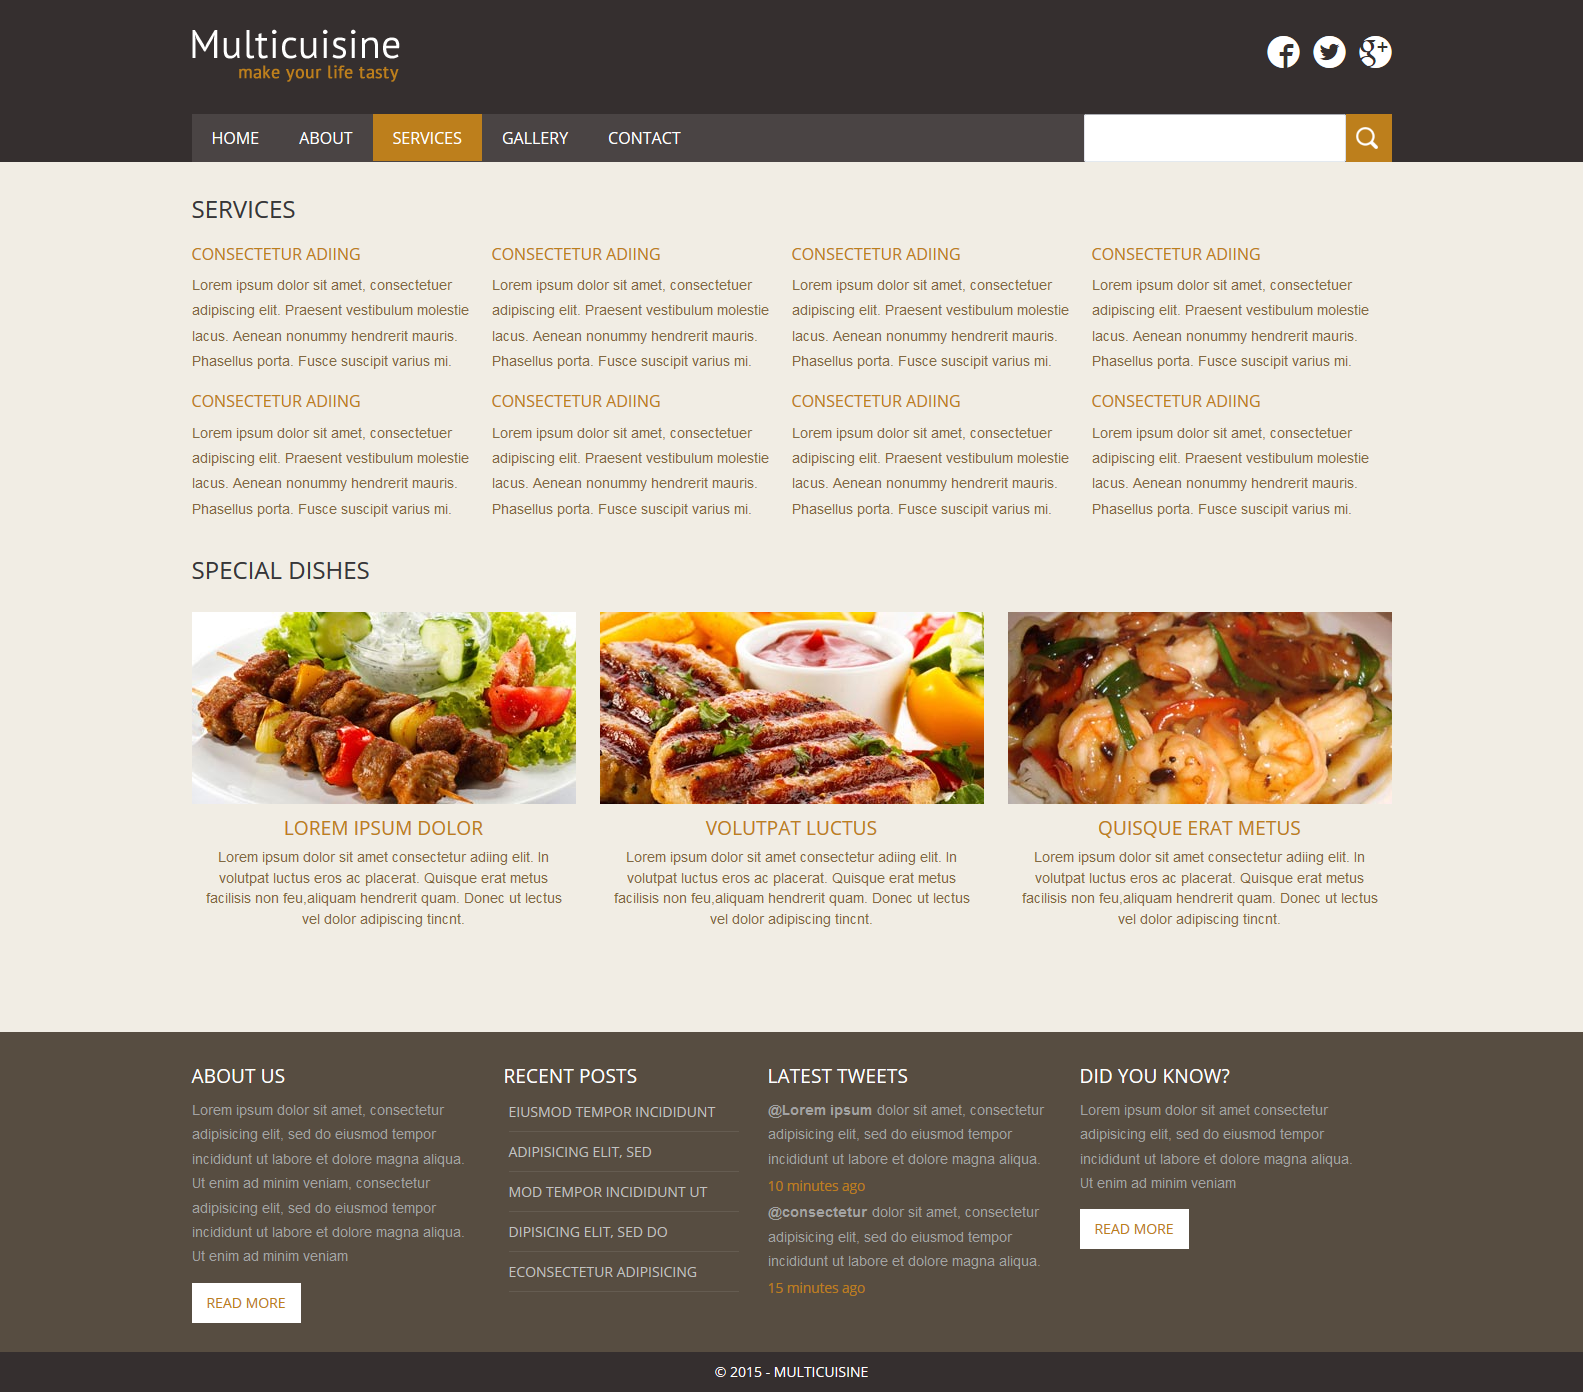 Multicuisine
make your life tasty
HOME ABOUT SERVICES GALLERY CONTACT
SERVICES
CONSECTETUR ADIING
Lorem ipsum dolor sit amet, consectetuer
adipiscing elit. Praesent vestibulum molestie
lacus. Aenean nonummy hendrerit mauris.
Phasellus porta. Fusce suscipit varius mi.
CONSECTETUR ADIING
Lorem ipsum dolor sit amet, consectetuer
adipiscing elit. Praesent vestibulum molestie
lacus. Aenean nonummy hendrerit mauris.
Phasellus porta. Fusce suscipit varius mi.
CONSECTETUR ADIING
Lorem ipsum dolor sit amet, consectetuer
adipiscing elit. Praesent vestibulum molestie
lacus. Aenean nonummy hendrerit mauris.
Phasellus porta. Fusce suscipit varius mi.
CONSECTETUR ADIING
Lorem ipsum dolor sit amet, consectetuer
adipiscing elit. Praesent vestibulum molestie
lacus. Aenean nonummy hendrerit mauris.
Phasellus porta. Fusce suscipit varius mi.
CONSECTETUR ADIING
Lorem ipsum dolor sit amet, consectetuer
adipiscing elit. Praesent vestibulum molestie
lacus. Aenean nonummy hendrerit mauris.
Phasellus porta. Fusce suscipit varius mi.
CONSECTETUR ADIING
Lorem ipsum dolor sit amet, consectetuer
adipiscing elit. Praesent vestibulum molestie
lacus. Aenean nonummy hendrerit mauris.
Phasellus porta. Fusce suscipit varius mi.
CONSECTETUR ADIING
Lorem ipsum dolor sit amet, consectetuer
adipiscing elit. Praesent vestibulum molestie
lacus. Aenean nonummy hendrerit mauris.
Phasellus porta. Fusce suscipit varius mi.
CONSECTETUR ADIING
Lorem ipsum dolor sit amet, consectetuer
adipiscing elit. Praesent vestibulum molestie
lacus. Aenean nonummy hendrerit mauris.
Phasellus porta. Fusce suscipit varius mi.
SPECIAL DISHES
LOREM IPSUM DOLOR
Lorem ipsum dolor sit amet consectetur adiing elit. In
volutpat luctus eros ac placerat. Quisque erat metus
facilisis non feu,aliquam hendrerit quam. Donec ut lectus
vel dolor adipiscing tincnt.
VOLUTPAT LUCTUS
Lorem ipsum dolor sit amet consectetur adiing elit. In
volutpat luctus eros ac placerat. Quisque erat metus
facilisis non feu,aliquam hendrerit quam. Donec ut lectus
vel dolor adipiscing tincnt.
QUISQUE ERAT METUS
Lorem ipsum dolor sit amet consectetur adiing elit. In
volutpat luctus eros ac placerat. Quisque erat metus
facilisis non feu,aliquam hendrerit quam. Donec ut lectus
vel dolor adipiscing tincnt.
ABOUT US
Lorem ipsum dolor sit amet, consectetur
adipisicing elit, sed do eiusmod tempor
incididunt ut labore et dolore magna aliqua.
Ut enim ad minim veniam, consectetur
adipisicing elit, sed do eiusmod tempor
incididunt ut labore et dolore magna aliqua.
Ut enim ad minim veniam
READ MORE
RECENT POSTS
EIUSMOD TEMPOR INCIDIDUNT
ADIPISICING ELIT, SED
MOD TEMPOR INCIDIDUNT UT
DIPISICING ELIT, SED DO
ECONSECTETUR ADIPISICING
LATEST TWEETS
@Lorem ipsum dolor sit amet, consectetur
adipisicing elit, sed do eiusmod tempor
incididunt ut labore et dolore magna aliqua.
10 minutes ago
@consectetur dolor sit amet, consectetur
adipisicing elit, sed do eiusmod tempor
incididunt ut labore et dolore magna aliqua.
15 minutes ago
DID YOU KNOW?
Lorem ipsum dolor sit amet consectetur
adipisicing elit, sed do eiusmod tempor
incididunt ut labore et dolore magna aliqua.
Ut enim ad minim veniam
READ MORE
© 2015 - MULTICUISINE